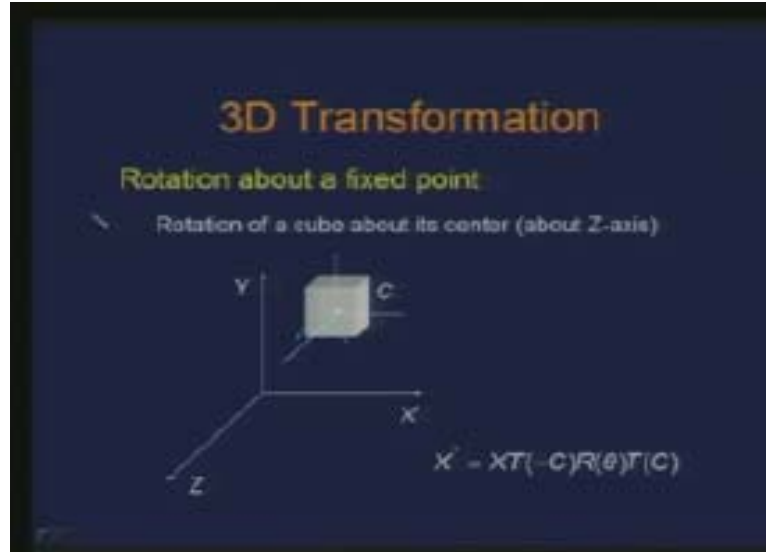 3D Transformation
Rotation about a fixed point
Rotation of a cube about its center (about Z-axis)
Y
C
X
Z
X' = XT(-C)R(θ)T(C)